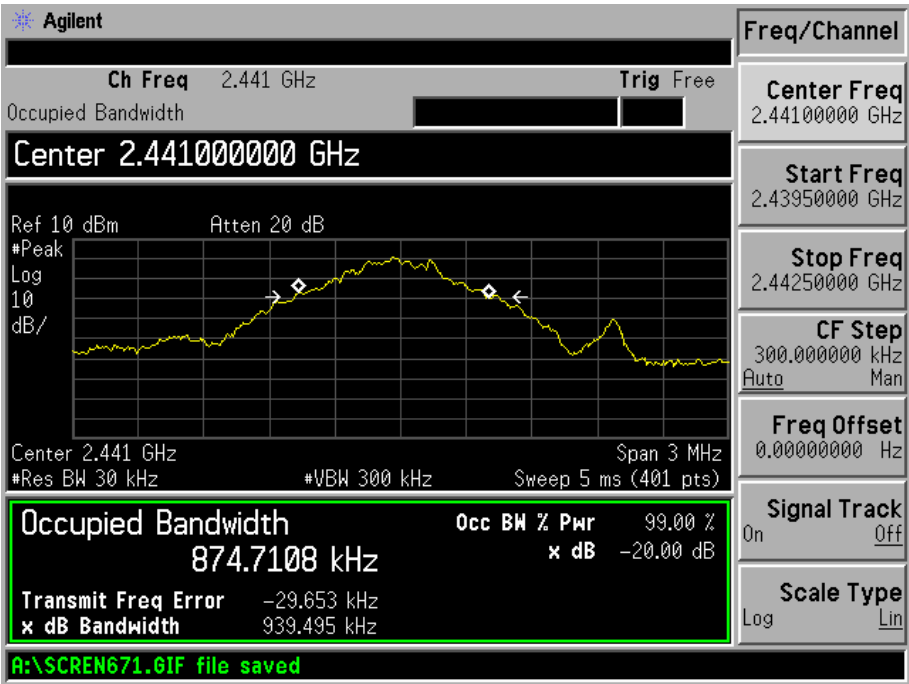 Agilent
Ch Freq 2.441 GHz Trig Free
Occupied Bandwidth
Center 2.441000000 GHz
Ref 10 dBm Atten 20 dB
#Peak
Log
10
dB/
Center 2.441 GHz Span 3 MHz
#Res BW 30 kHz #VBW 300 kHz Sweep 5 ms (401 pts)
Occupied Bandwidth
874.7108 kHz
Occ BW % Pwr 99.00 %
x dB -20.00 dB
Transmit Freq Error -29.653 kHz
x dB Bandwidth 939.495 kHz
A:\SCREN671.GIF file saved
Freq/Channel
Center Freq
2.44100000 GHz
Start Freq
2.43950000 GHz
Stop Freq
2.44250000 GHz
CF Step
300.000000 kHz
Auto Man
Freq Offset
0.00000000 Hz
Signal Track
On Off
Scale Type
Log Lin